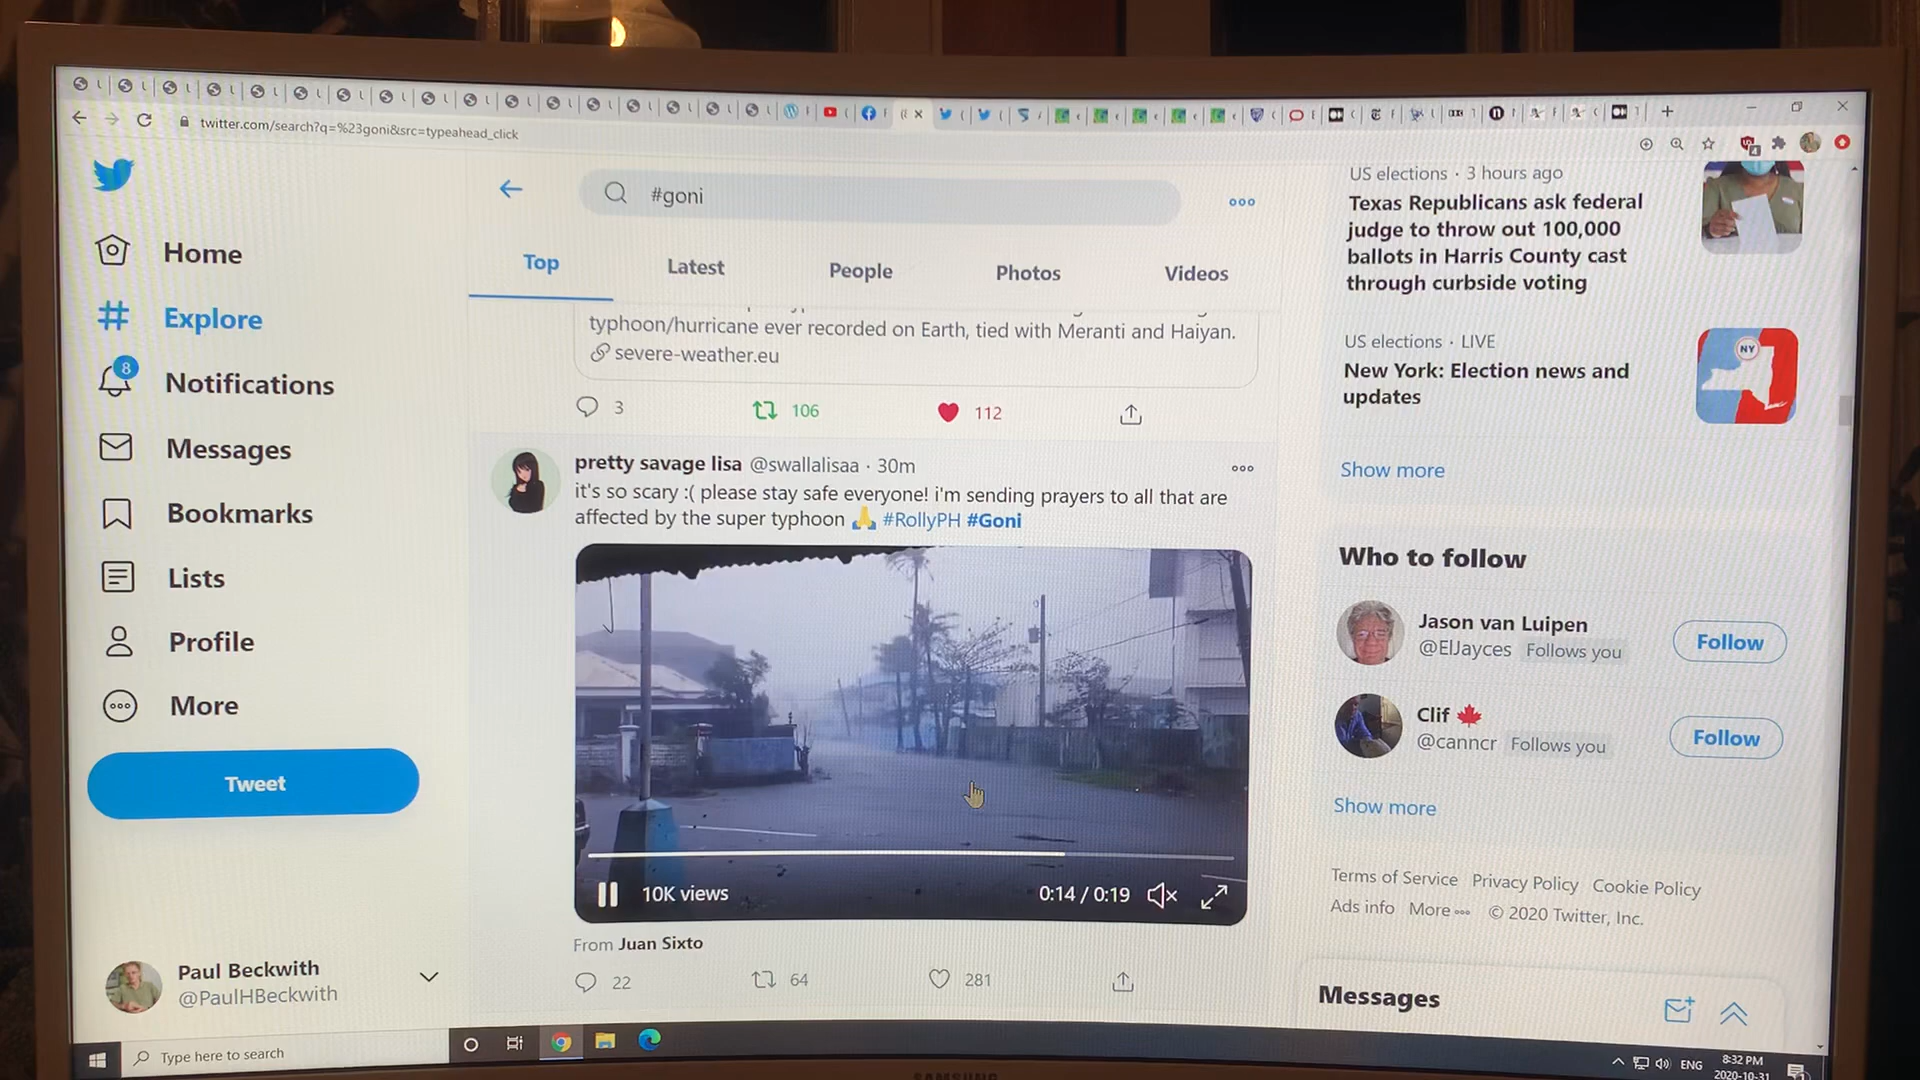 twitter.com/search?q=%23goni&src=typeahead_click
#goni
Top
Latest
People
Photos
Videos
Home
Explore
8
Notifications
Messages
Bookmarks
Lists
Profile
More
Tweet
Paul Beckwith
@PaulHBeckwith
typhoon/hurricane ever recorded on Earth, tied with Meranti and Haiyan.
severe-weather.eu
3
106
112
pretty savage lisa @swallalisaa · 30m
it's so scary :( please stay safe everyone! i'm sending prayers to all that are
affected by the super typhoon 🙏 #RollyPH #Goni
10K views
0:14 / 0:19
From Juan Sixto
22
64
281
US elections · 3 hours ago
Texas Republicans ask federal
judge to throw out 100,000
ballots in Harris County cast
through curbside voting
US elections · LIVE
New York: Election news and
updates
NY
Show more
Who to follow
Jason van Luipen
@ElJayces Follows you
Follow
Clif 🍁
@canncr Follows you
Follow
Show more
Terms of Service Privacy Policy Cookie Policy
Ads info More © 2020 Twitter, Inc.
Messages
Type here to search
ENG
8:32 PM
2020-10-31
SAMSUNG